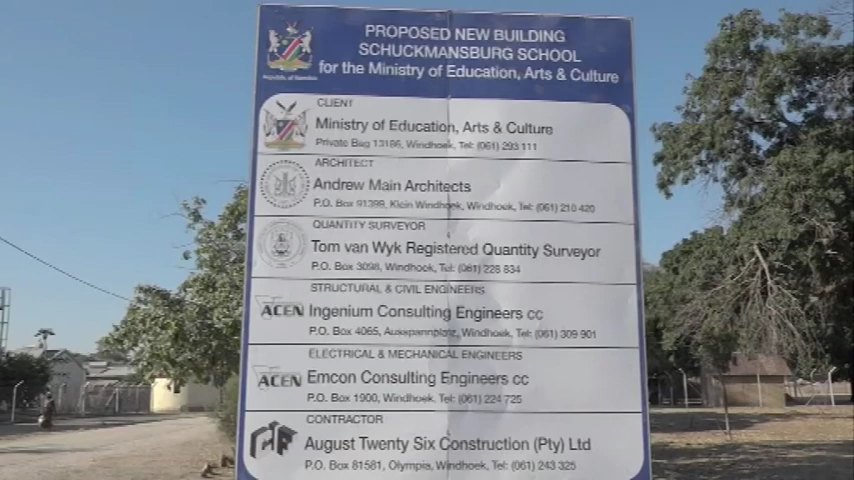 PROPOSED NEW BUILDING
SCHUCKMANSBURG SCHOOL
for the Ministry of Education, Arts & Culture
Republic of Namibia
CLIENT
Ministry of Education, Arts & Culture
Private Bag 13186, Windhoek, Tel: (061) 293 111
ARCHITECT
Andrew Main Architects
P.O. Box 91399, Klein Windhoek, Windhoek, Tel: (061) 210 420
QUANTITY SURVEYOR
Tom van Wyk Registered Quantity Surveyor
P.O. Box 3098, Windhoek, Tel: (061) 228 834
STRUCTURAL & CIVIL ENGINEERS
ACEN
Ingenium Consulting Engineers cc
P.O. Box 4065, Ausspannplatz, Windhoek, Tel: (061) 309 901
ELECTRICAL & MECHANICAL ENGINEERS
ACEN
Emcon Consulting Engineers cc
P.O. Box 1900, Windhoek, Tel: (061) 224 725
CONTRACTOR
August Twenty Six Construction (Pty) Ltd
P.O. Box 81581, Olympia, Windhoek, Tel: (061) 243 325